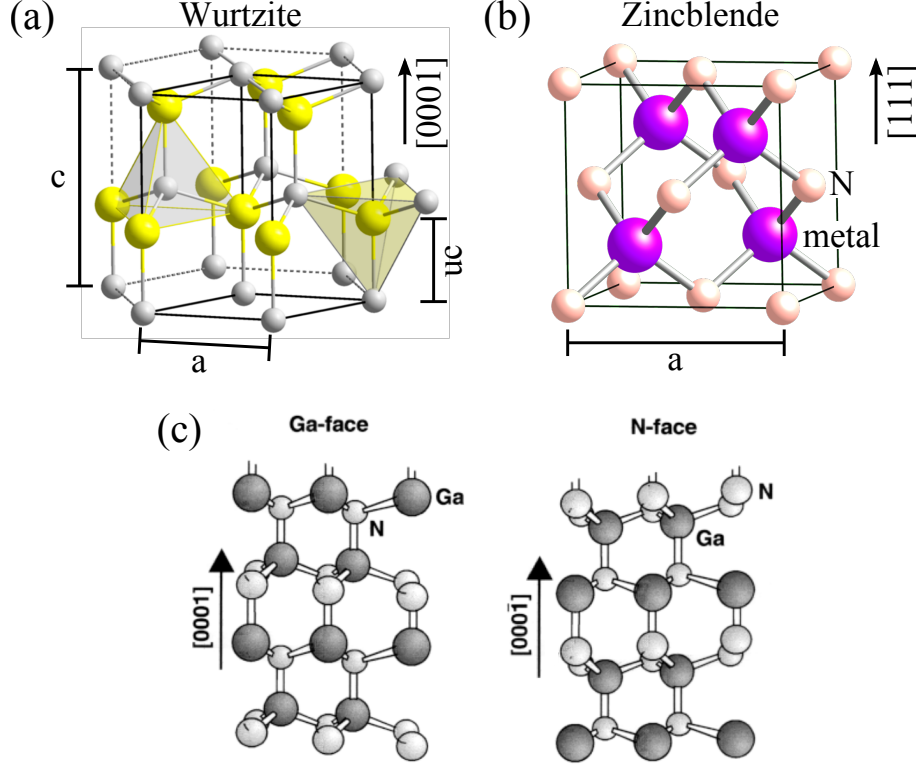 (a)
Wurtzite
c
[0001]
uc
a
(b)
Zincblende
[111]
N
metal
a
(c)
Ga-face
Ga
N
[0001]
N-face
N
Ga
[0001̄]